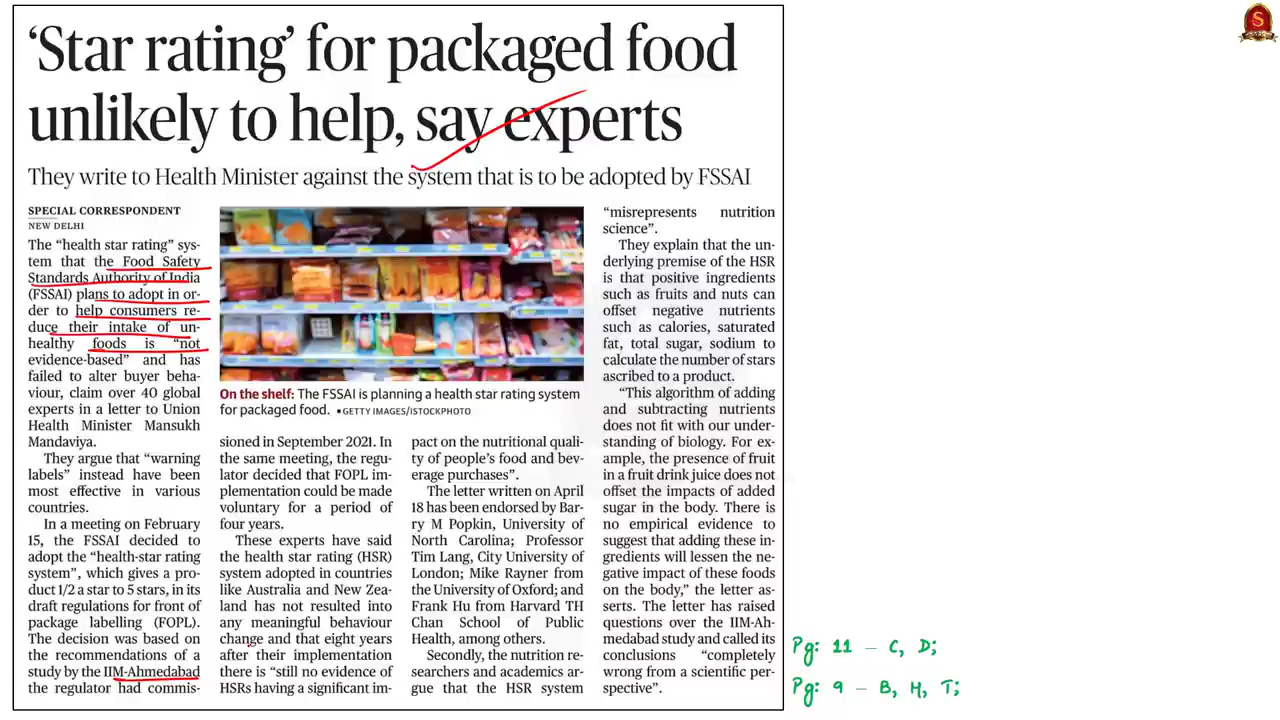 ‘Star rating’ for packaged food
unlikely to help, say experts
They write to Health Minister against the system that is to be adopted by FSSAI
SPECIAL CORRESPONDENT
NEW DELHI
The “health star rating” sys-
tem that the Food Safety
Standards Authority of India
(FSSAI) plans to adopt in or-
der to help consumers re-
duce their intake of un-
healthy foods is “not
evidence-based” and has
failed to alter buyer beha-
viour, claim over 40 global
experts in a letter to Union
Health Minister Mansukh
Mandaviya.
They argue that “warning
labels” instead have been
most effective in various
countries.
In a meeting on February
15, the FSSAI decided to
adopt the “health-star rating
system”, which gives a pro-
duct 1/2 a star to 5 stars, in its
draft regulations for front of
package labelling (FOPL).
The decision was based on
the recommendations of a
study by the IIM-Ahmedabad
the regulator had commis-
On the shelf: The FSSAI is planning a health star rating system
for packaged food. ▪GETTY IMAGES/ISTOCKPHOTO
sioned in September 2021. In
the same meeting, the regu-
lator decided that FOPL im-
plementation could be made
voluntary for a period of
four years.
These experts have said
the health star rating (HSR)
system adopted in countries
like Australia and New Zea-
land has not resulted into
any meaningful behaviour
change and that eight years
ater their implementation
there is “still no evidence of
HSRs having a significant im-
pact on the nutritional quali-
ty of people’s food and bev-
erage purchases”.
The letter written on April
18 has been endorsed by Bar-
ry M Popkin, University of
North Carolina; Professor
Tim Lang, City University of
London; Mike Rayner from
the University of Oxford; and
Frank Hu from Harvard TH
Chan School of Public
Health, among others.
Secondly, the nutrition re-
searchers and academics ar-
gue that the HSR system
“misrepresents nutrition
science”.
They explain that the un-
derlying premise of the HSR
is that positive ingredients
such as fruits and nuts can
offset negative nutrients
such as calories, saturated
fat, total sugar, sodium to
calculate the number of stars
ascribed to a product.
“This algorithm of adding
and subtracting nutrients
does not fit with our under-
standing of biology. For ex-
ample, the presence of fruit
in a fruit drink juice does not
offset the impacts of added
sugar in the body. There is
no empirical evidence to
suggest that adding these in-
gredients will lessen the ne-
gative impact of these foods
on the body,” the letter as-
serts. The letter has raised
questions over the IIM-Ah-
medabad study and called its
conclusions “completely
wrong from a scientific per-
spective”.
Pg: 11 – C, D;
Pg: 9 – B, H, T;
S